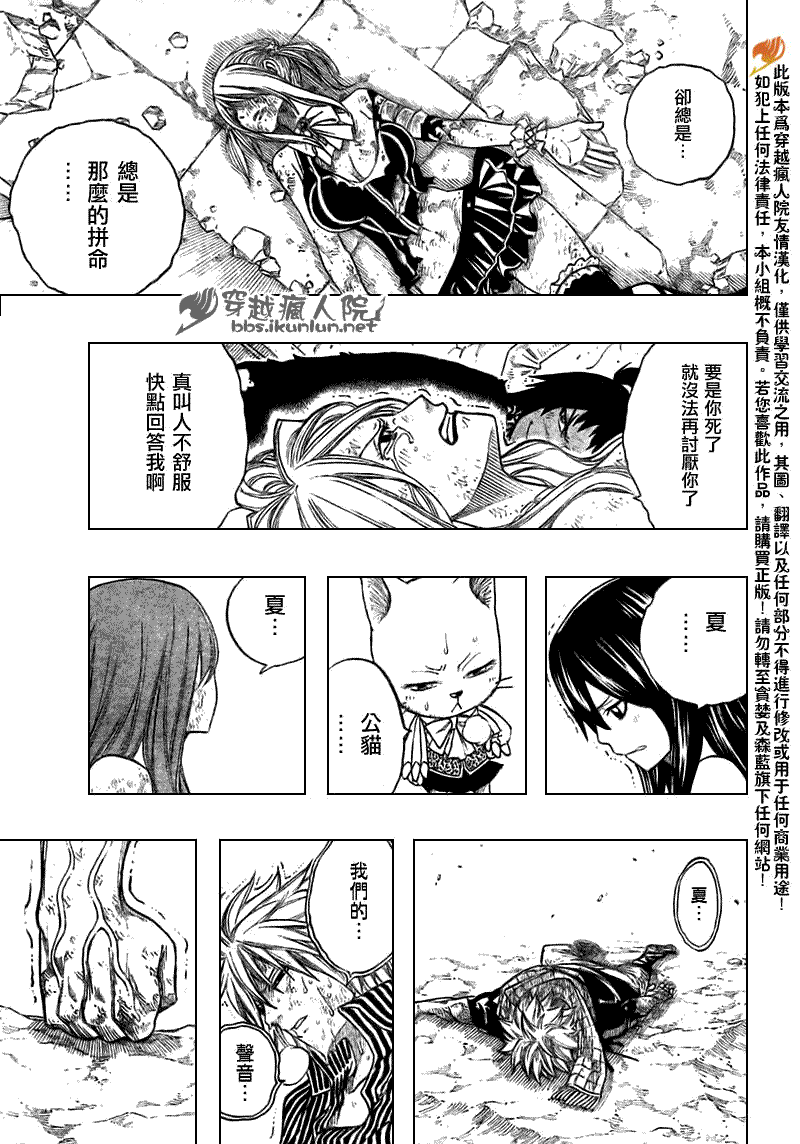 卻總是…
總是
那麼的拼命
……
穿越瘋人院
bbs.ikunlun.net
要是你死了
就沒法再討厭你了
真叫人不舒服
快點回答我啊
夏
……
公貓
……
夏
…
夏…
我們的…
聲音…
此版本爲穿越瘋人院友情漢化，僅供學習交流之用，其圖、翻譯以及任何部分不得進行修改或用于任何商業用途！
如犯上任何法律責任，本小組概不負責。若您喜歡此作品，請購買正版！請勿轉至貪婪及森藍旗下任何網站！